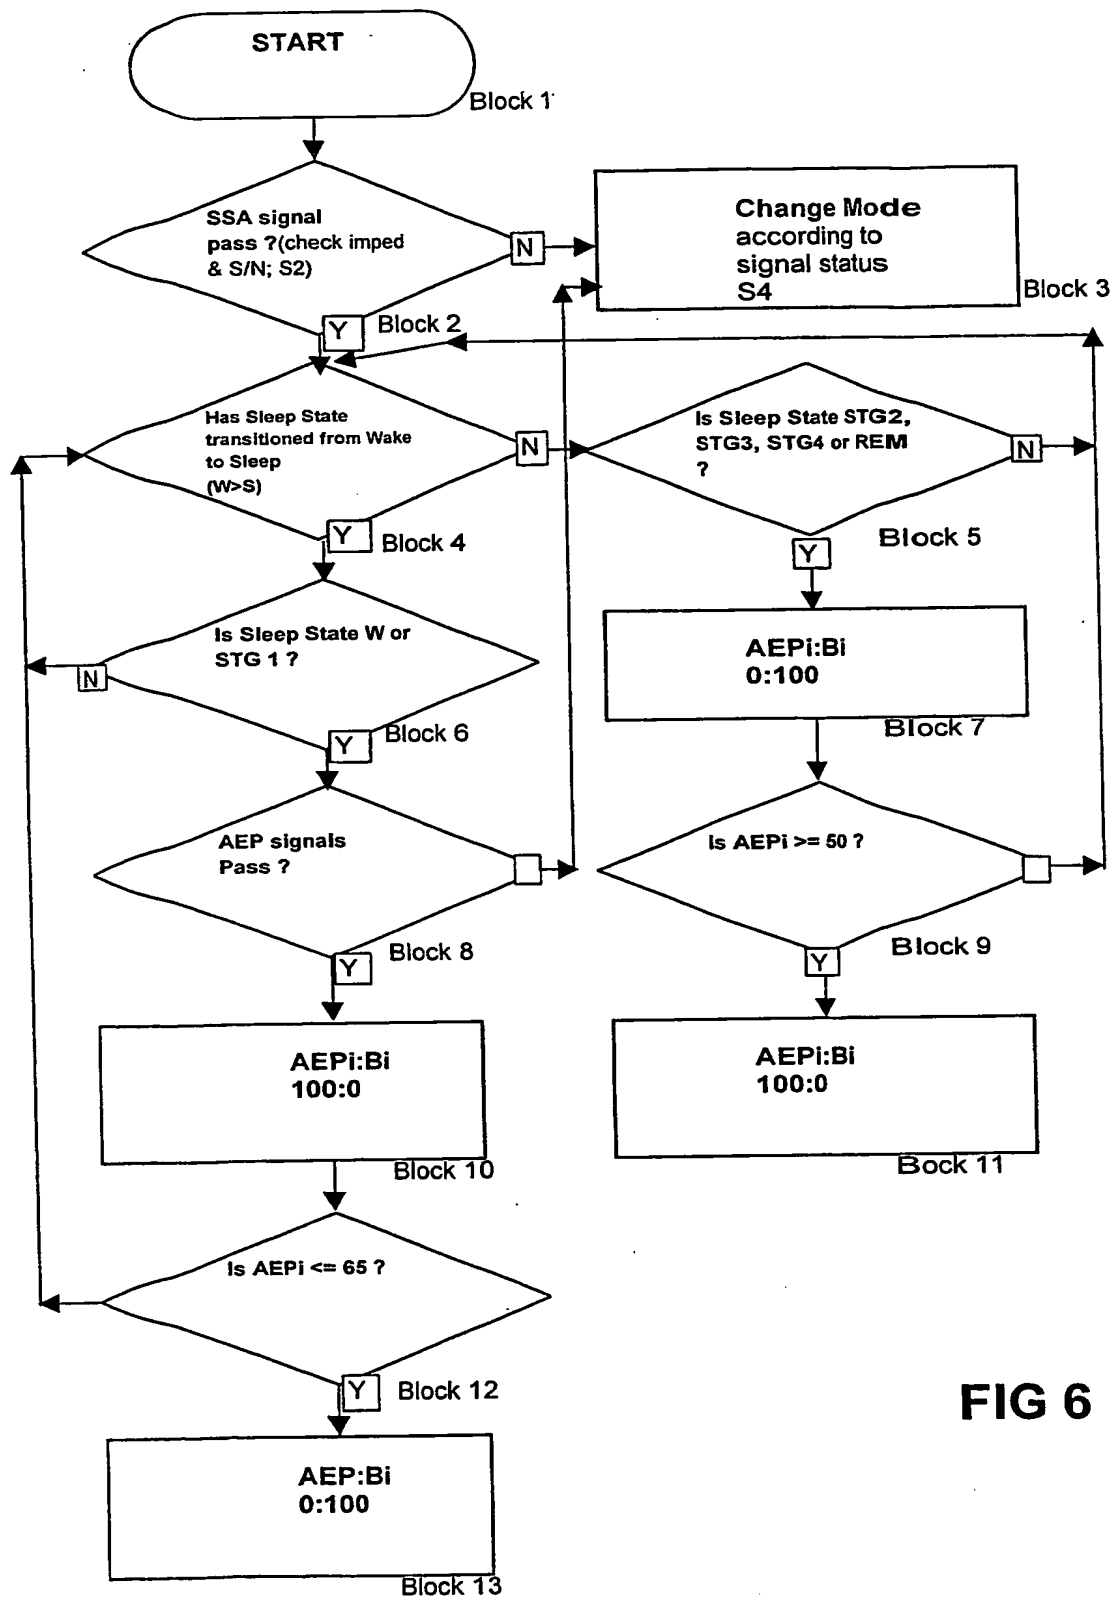 START
Block 1
SSA signal
pass ?(check imped
& S/N; S2)
N
Y
Block 2
Change Mode
according to
signal status
S4
Block 3
Has Sleep State
transitioned from Wake
to Sleep
(W>S)
N
Y
Block 4
Is Sleep State STG2,
STG3, STG4 or REM
?
N
Y
Block 5
Is Sleep State W or
STG 1 ?
N
Y
Block 6
AEPi:Bi
0:100
Block 7
AEP signals
Pass ?
Y
Block 8
Is AEPi >= 50 ?
Y
Block 9
AEPi:Bi
100:0
Block 10
AEPi:Bi
100:0
Bock 11
Is AEPi <= 65 ?
Y
Block 12
AEP:Bi
0:100
Block 13
FIG 6